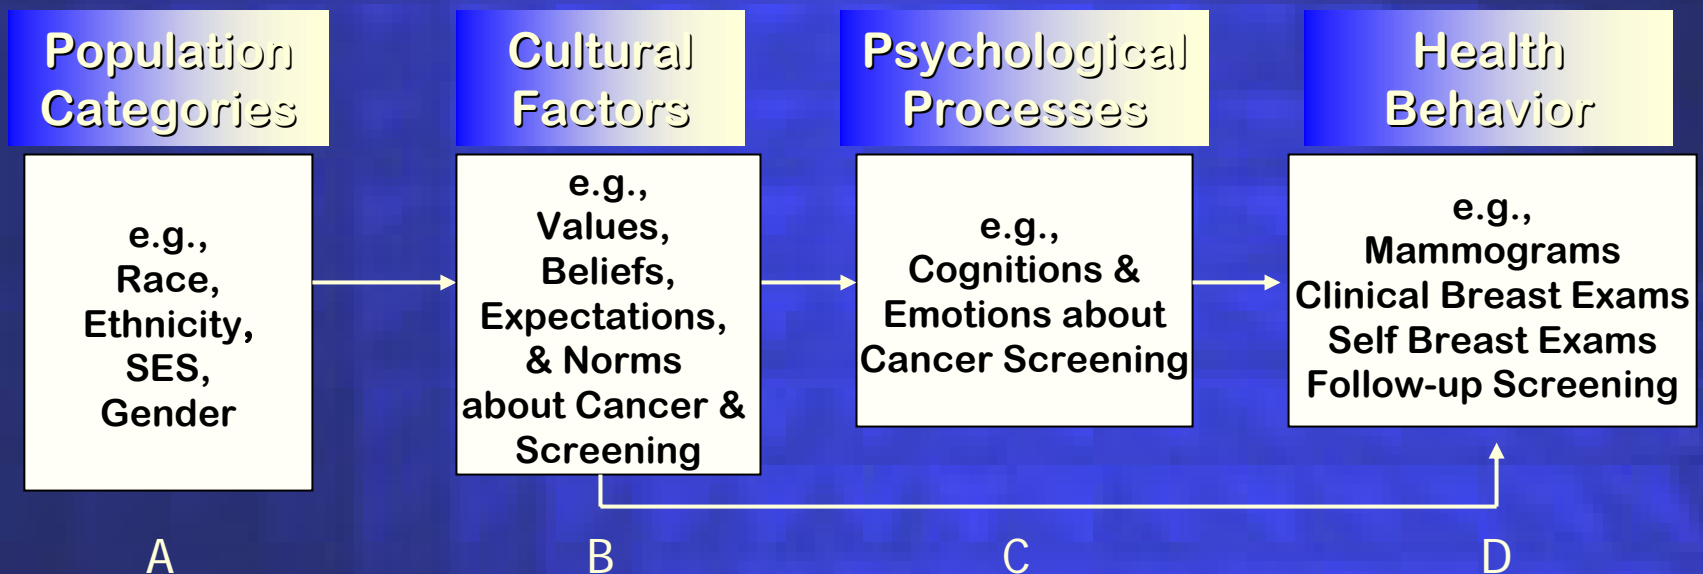 Population
Categories
Cultural
Factors
Psychological
Processes
Health
Behavior
e.g.,
Race,
Ethnicity,
SES,
Gender
e.g.,
Values,
Beliefs,
Expectations,
& Norms
about Cancer &
Screening
e.g.,
Cognitions &
Emotions about
Cancer Screening
e.g.,
Mammograms
Clinical Breast Exams
Self Breast Exams
Follow-up Screening
A
B
C
D